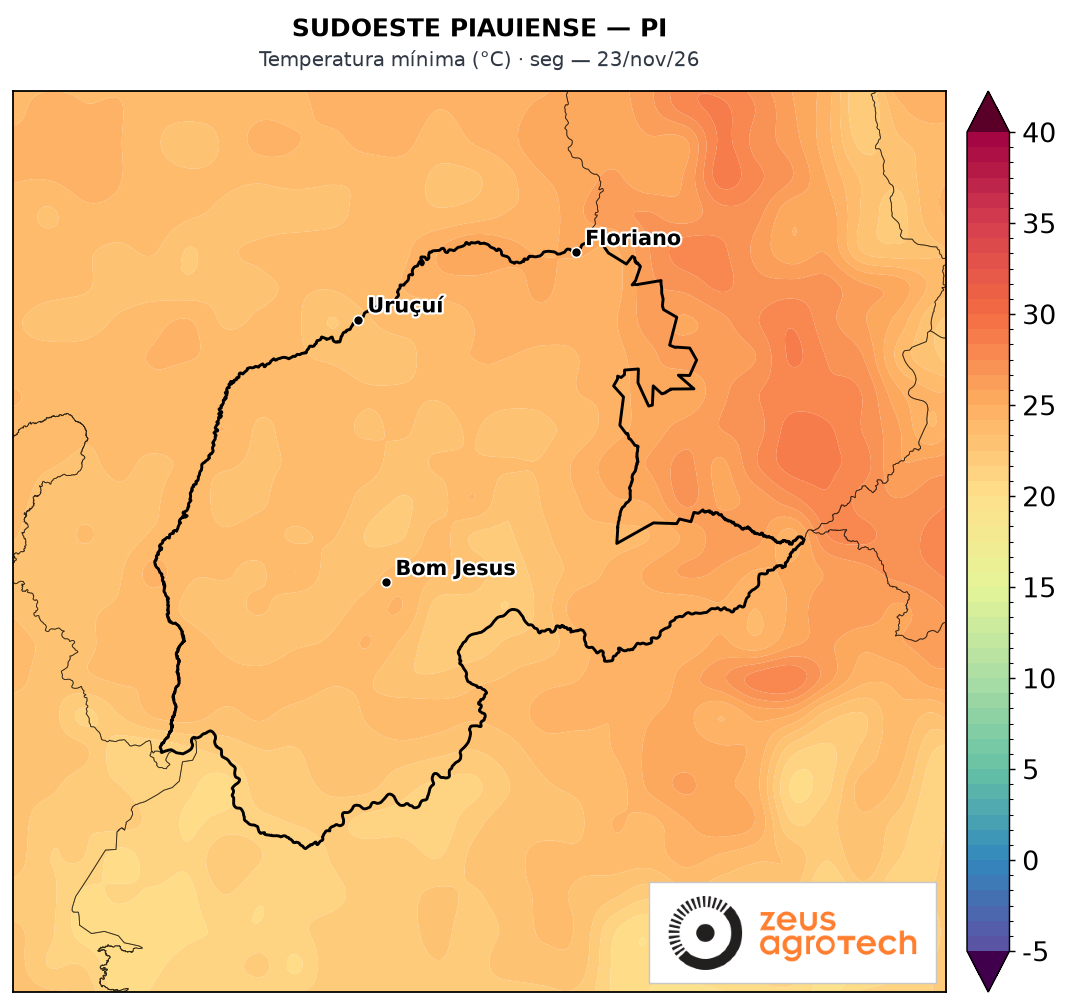 SUDOESTE PIAUIENSE — PI
Temperatura mínima (°C) · seg — 23/nov/26
Floriano
Uruçuí
Bom Jesus
40
35
30
25
20
15
10
5
0
-5
zeus
agrotech